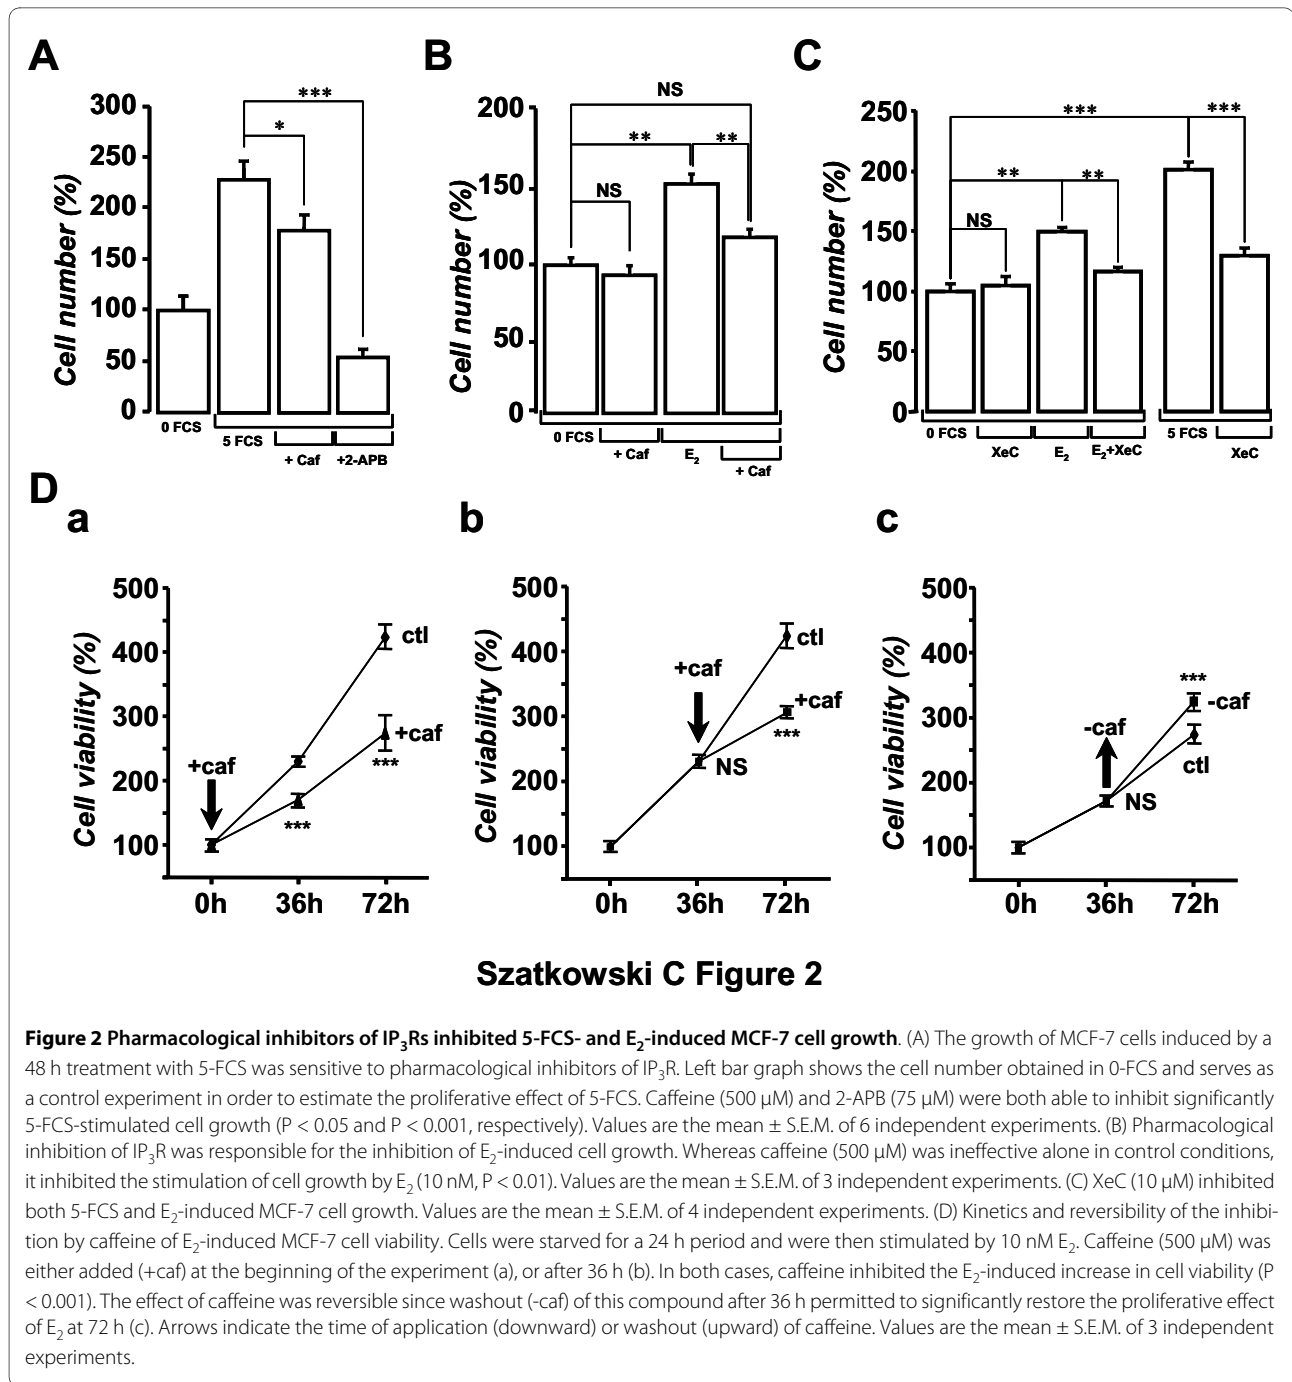 A
300
250
200
150
100
50
0
Cell number (%)
***
*
0 FCS
5 FCS
+ Caf
+2-APB
B
200
150
100
50
0
Cell number (%)
NS
**
**
NS
0 FCS
+ Caf
E2
+ Caf
C
250
200
150
100
50
0
Cell number (%)
***
***
**
**
NS
0 FCS
XeC
E2
E2+XeC
5 FCS
XeC
D
a
500
400
300
200
100
Cell viability (%)
ctl
+caf
+caf
***
***
0h
36h
72h
b
500
400
300
200
100
Cell viability (%)
+caf
ctl
+caf
***
NS
0h
36h
72h
c
500
400
300
200
100
Cell viability (%)
***
-caf
-caf
ctl
NS
0h
36h
72h
Szatkowski C Figure 2
Figure 2 Pharmacological inhibitors of IP3Rs inhibited 5-FCS- and E2-induced MCF-7 cell growth. (A) The growth of MCF-7 cells induced by a
48 h treatment with 5-FCS was sensitive to pharmacological inhibitors of IP3R. Left bar graph shows the cell number obtained in 0-FCS and serves as
a control experiment in order to estimate the proliferative effect of 5-FCS. Caffeine (500 μM) and 2-APB (75 μM) were both able to inhibit significantly
5-FCS-stimulated cell growth (P < 0.05 and P < 0.001, respectively). Values are the mean ± S.E.M. of 6 independent experiments. (B) Pharmacological
inhibition of IP3R was responsible for the inhibition of E2-induced cell growth. Whereas caffeine (500 μM) was ineffective alone in control conditions,
it inhibited the stimulation of cell growth by E2 (10 nM, P < 0.01). Values are the mean ± S.E.M. of 3 independent experiments. (C) XeC (10 μM) inhibited
both 5-FCS and E2-induced MCF-7 cell growth. Values are the mean ± S.E.M. of 4 independent experiments. (D) Kinetics and reversibility of the inhibi-
tion by caffeine of E2-induced MCF-7 cell viability. Cells were starved for a 24 h period and were then stimulated by 10 nM E2. Caffeine (500 μM) was
either added (+caf) at the beginning of the experiment (a), or after 36 h (b). In both cases, caffeine inhibited the E2-induced increase in cell viability (P
< 0.001). The effect of caffeine was reversible since washout (-caf) of this compound after 36 h permitted to significantly restore the proliferative effect
of E2 at 72 h (c). Arrows indicate the time of application (downward) or washout (upward) of caffeine. Values are the mean ± S.E.M. of 3 independent
experiments.